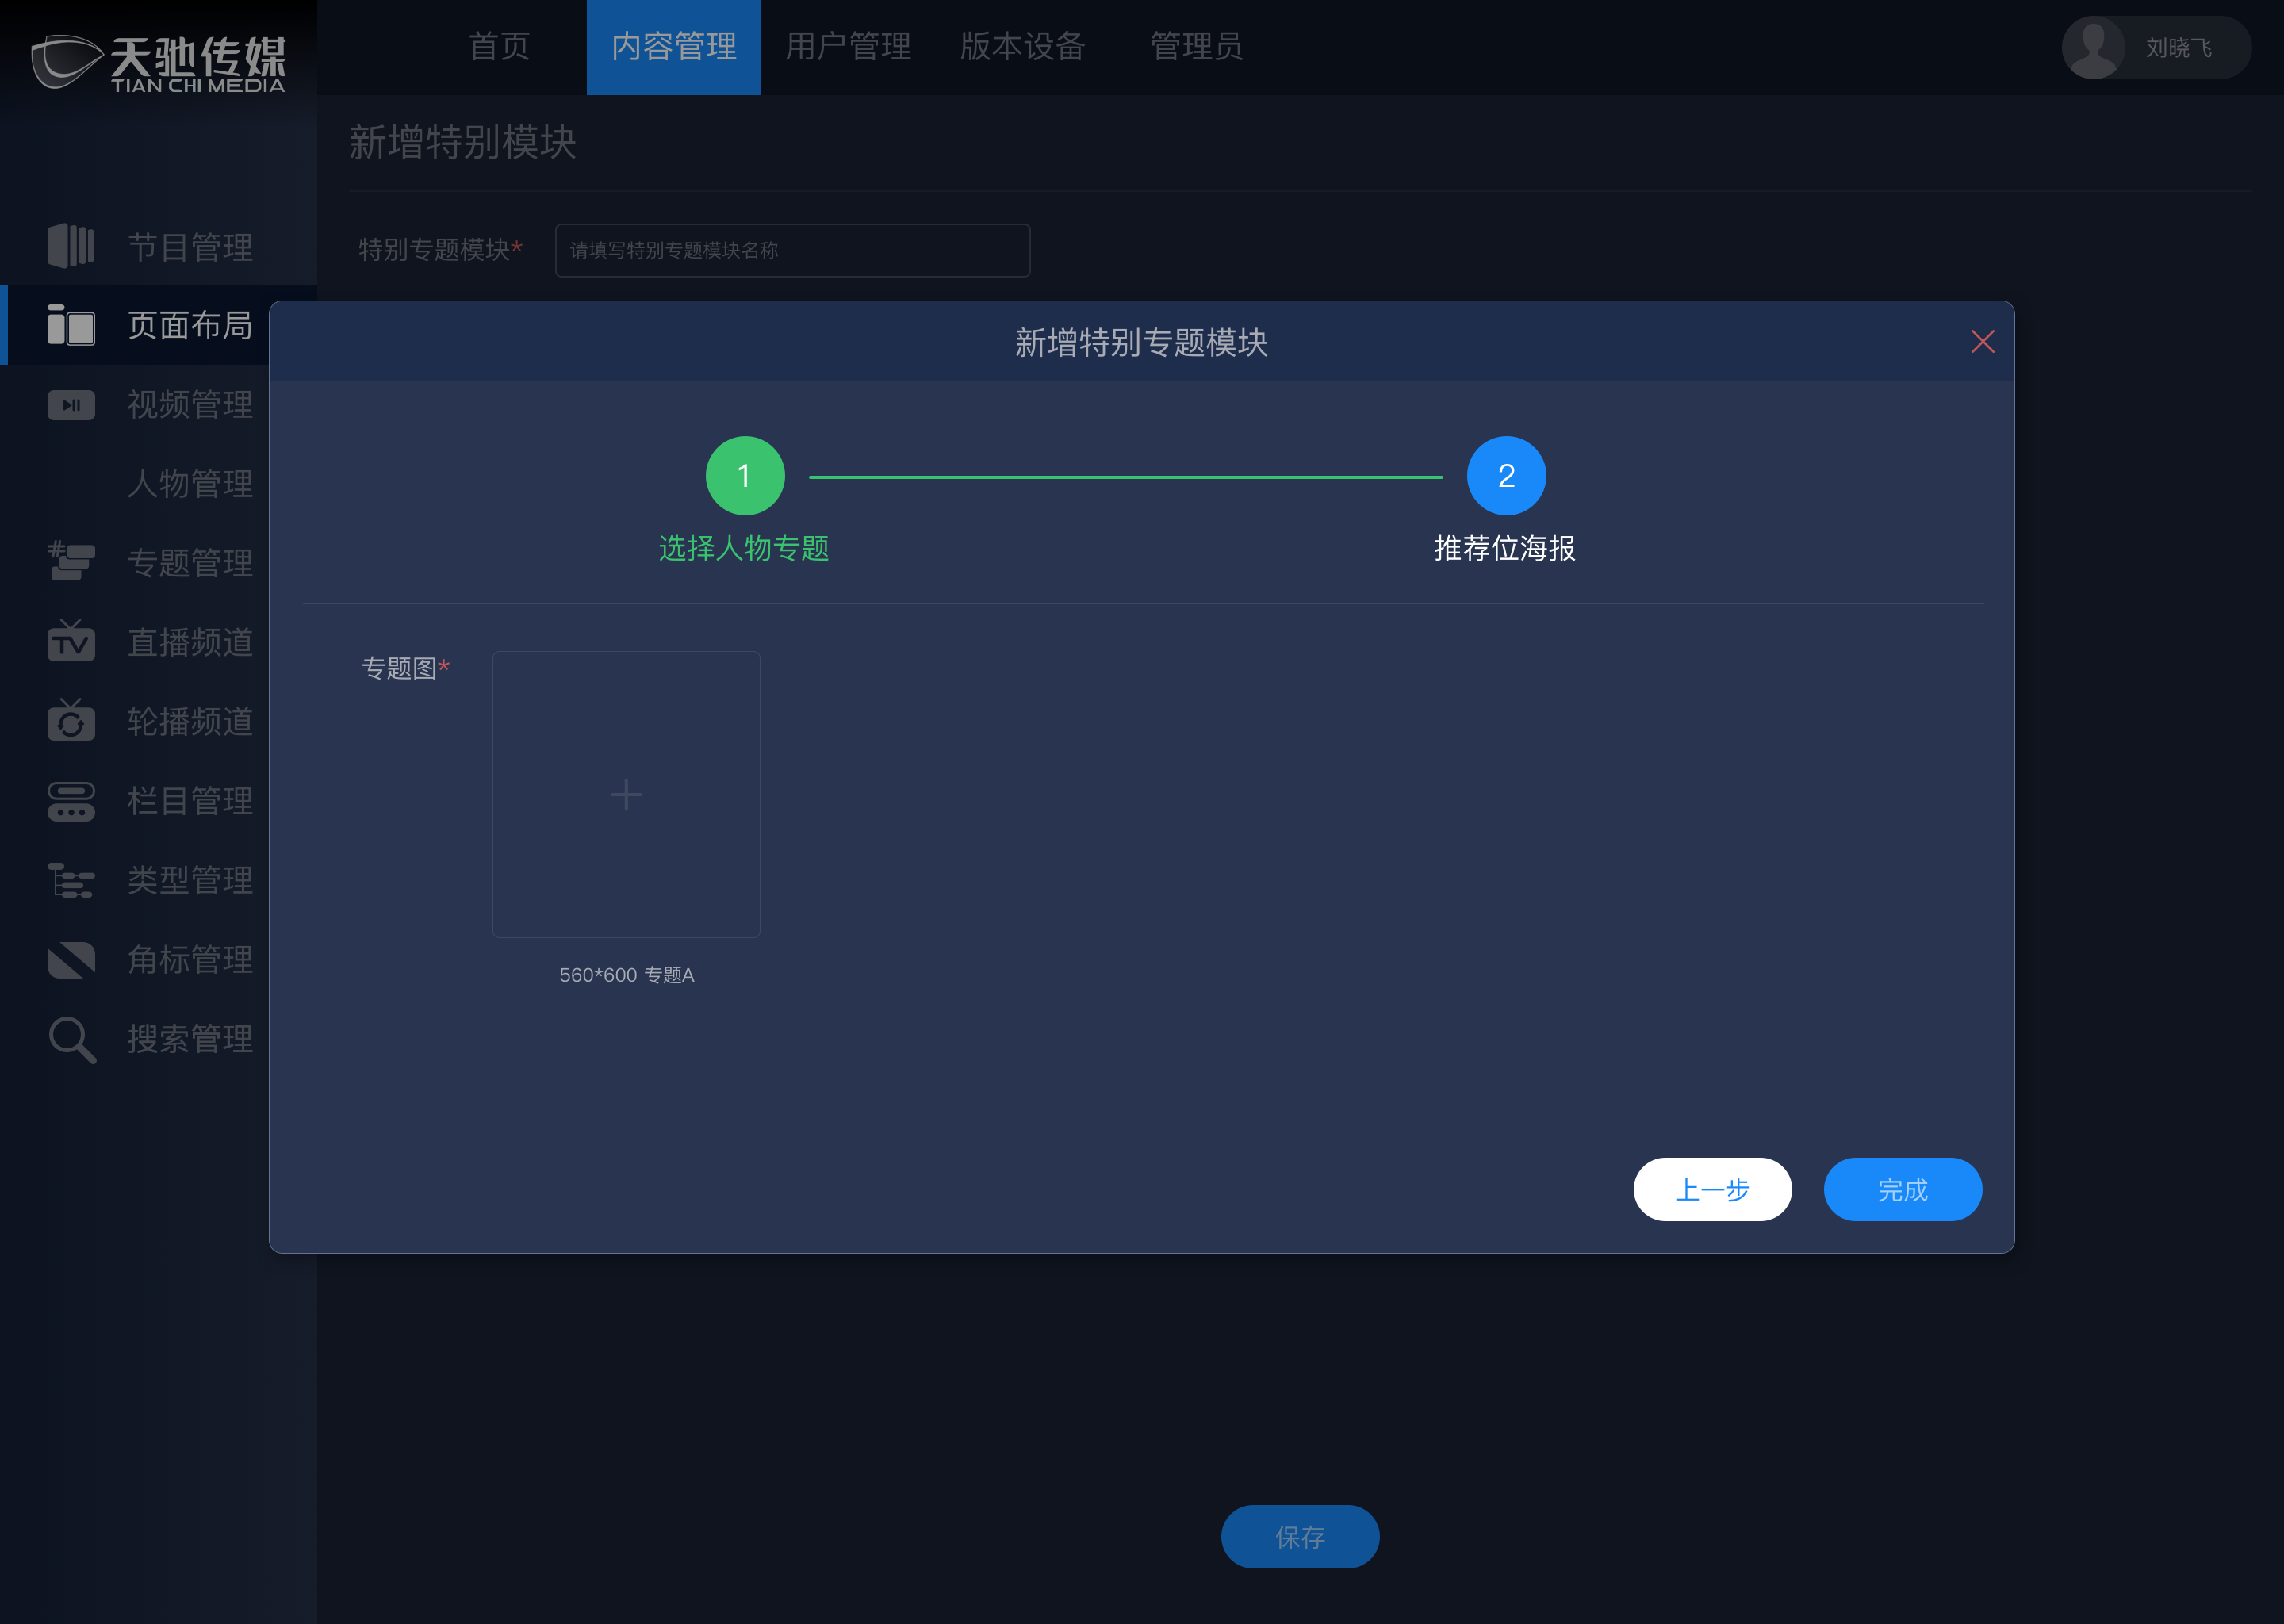 天驰传媒
TIAN CHI MEDIA
首页
内容管理
用户管理
版本设备
管理员
刘晓飞
新增特别模块
特别专题模块*
请填写特别专题模块名称
节目管理
页面布局
视频管理
人物管理
专题管理
TV
直播频道
轮播频道
栏目管理
类型管理
角标管理
搜索管理
新增特别专题模块
1
2
选择人物专题
推荐位海报
专题图*
560*600 专题A
上一步
完成
保存